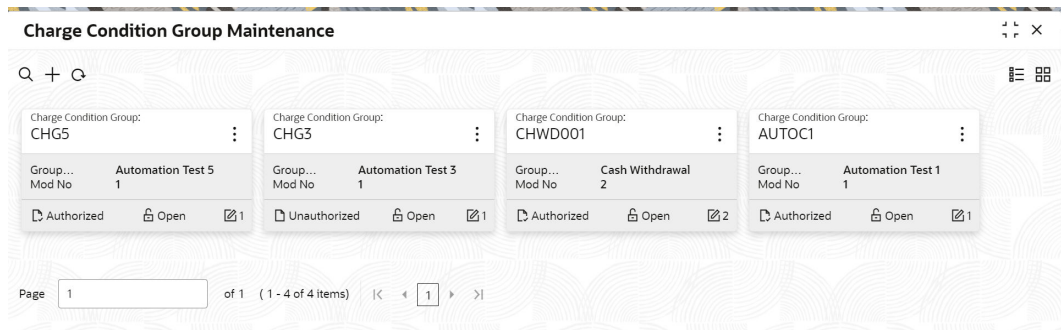 Charge Condition Group Maintenance
Charge Condition Group:
CHG5
Group... Automation Test 5
Mod No 1
Authorized Open 1
Charge Condition Group:
CHG3
Group... Automation Test 3
Mod No 1
Unauthorized Open 1
Charge Condition Group:
CHWD001
Group... Cash Withdrawal
Mod No 2
Authorized Open 2
Charge Condition Group:
AUTOC1
Group... Automation Test 1
Mod No 1
Authorized Open 1
Page 1 of 1 ( 1 - 4 of 4 items) 1